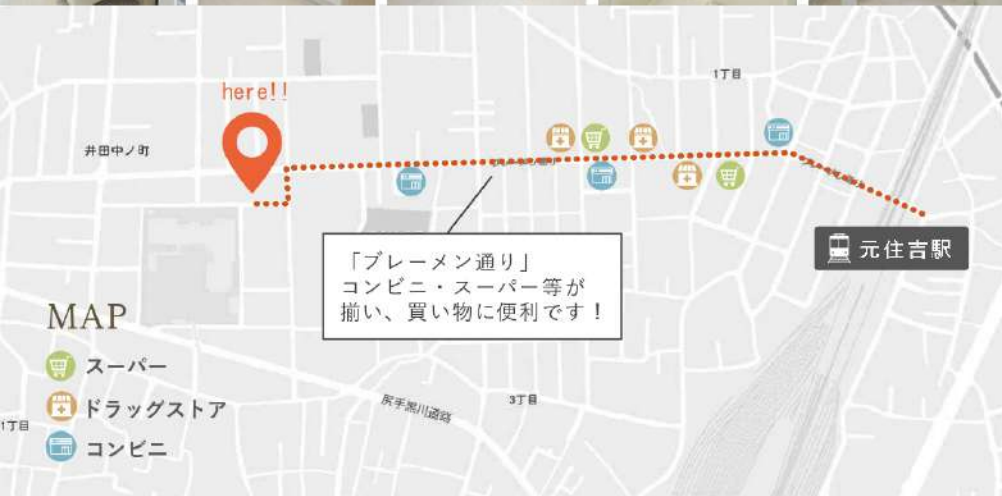 here!!
1丁目
井田中ノ町
元住吉駅
「ブレーメン通り」
コンビニ・スーパー等が
揃い、買い物に便利です！
MAP
スーパー
ドラッグストア
コンビニ
1丁目
尻手黒川道路
3丁目